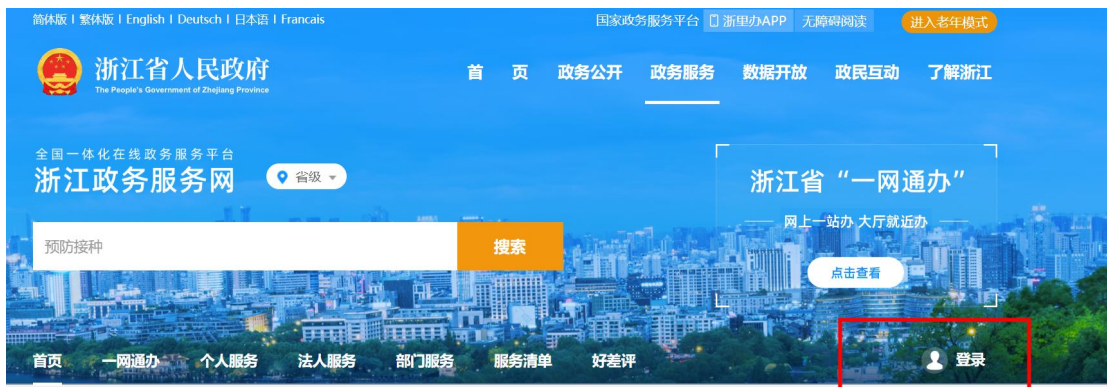 简体版 | 繁体版 | English | Deutsch | 日本语 | Francais
国家政务服务平台 浙里办APP 无障碍阅读 进入老年模式
浙江省人民政府
The People's Government of Zhejiang Province
首 页 政务公开 政务服务 数据开放 政民互动 了解浙江
全国一体化在线政务服务平台
浙江政务服务网 省级
浙江省“一网通办”
网上一站办 大厅就近办
预防接种 搜索
点击查看
首页 一网通办 个人服务 法人服务 部门服务 服务清单 好差评 登录